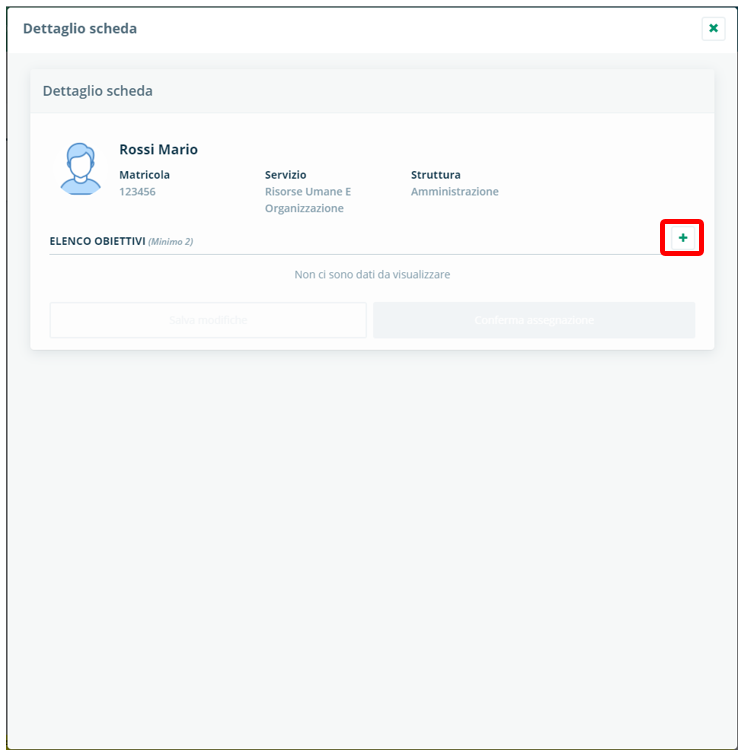 Dettaglio scheda
Dettaglio scheda
Rossi Mario
Matricola
123456
Servizio
Risorse Umane E
Organizzazione
Struttura
Amministrazione
ELENCO OBIETTIVI (Minimo 2)
Non ci sono dati da visualizzare
Salva modifiche
Conferma assegnazione